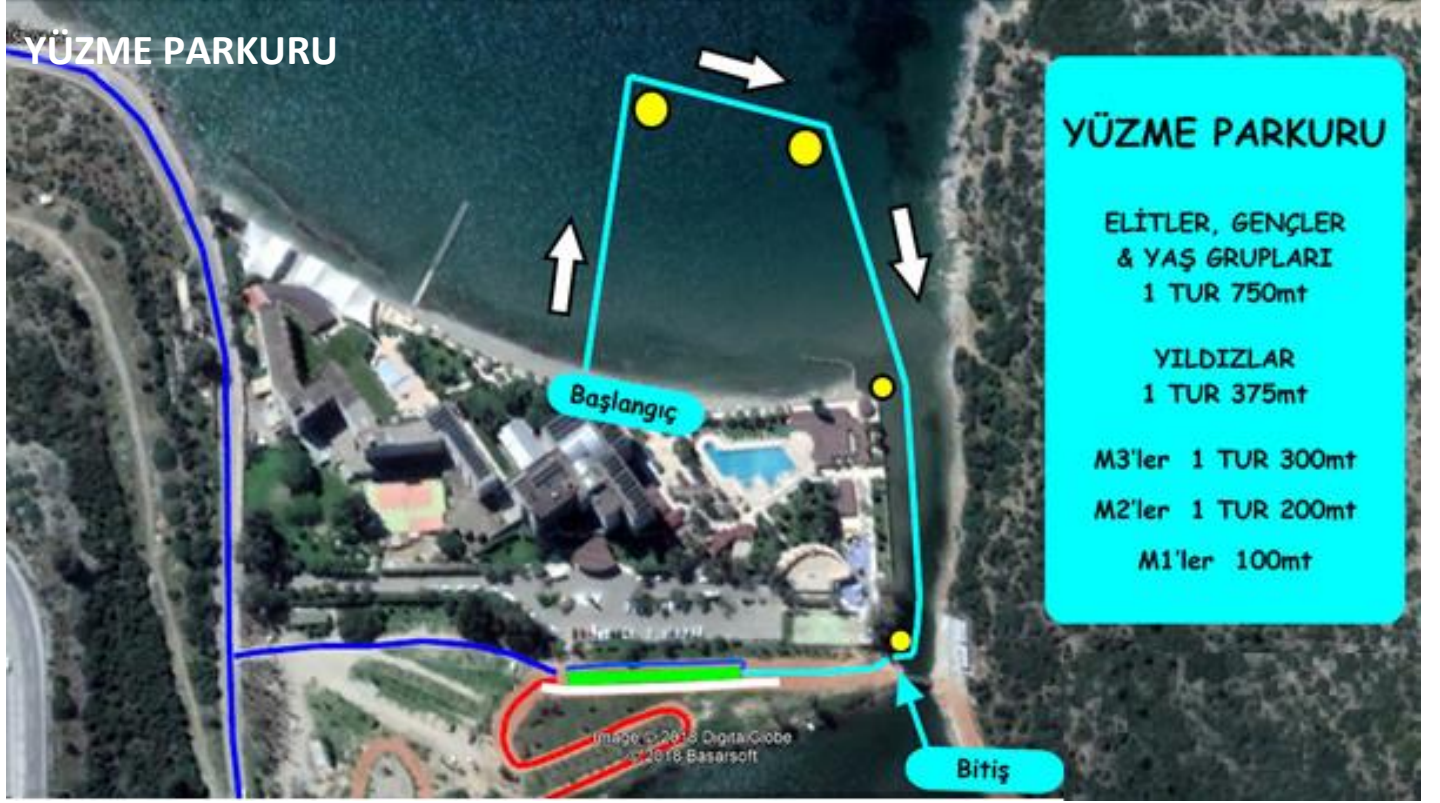 YÜZME PARKURU
YÜZME PARKURU
ELİTLER, GENÇLER
& YAŞ GRUPLARI
1 TUR 750mt
YILDIZLAR
1 TUR 375mt
M3'ler 1 TUR 300mt
M2'ler 1 TUR 200mt
M1'ler 100mt
Başlangıç
Image © 2018 DigitalGlobe
© 2018 Basarsoft
Bitiş